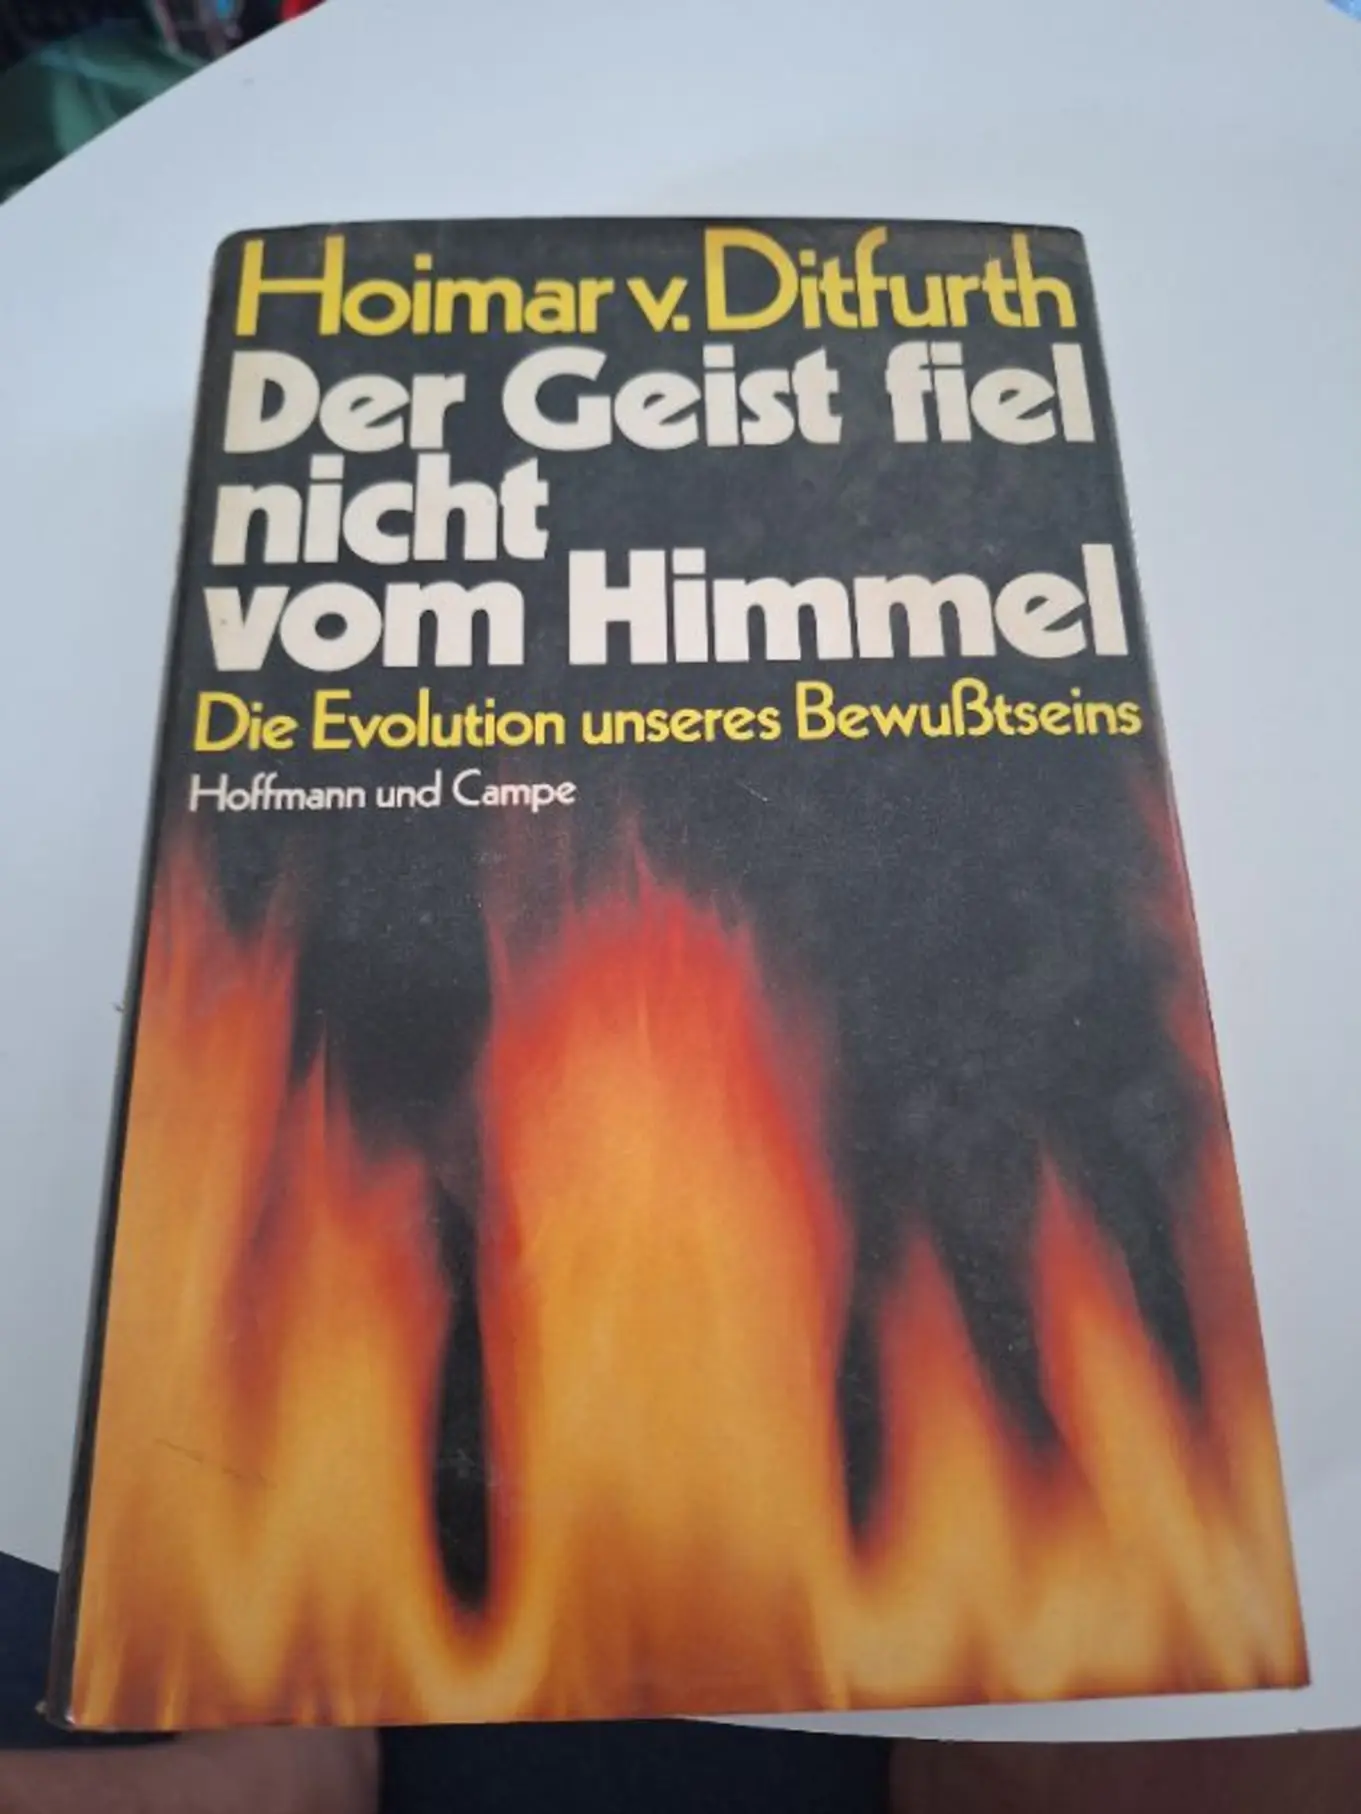 Hoimar v. Ditfurth
Der Geist fiel
nicht
vom Himmel
Die Evolution unseres Bewußtseins
Hoffmann und Campe